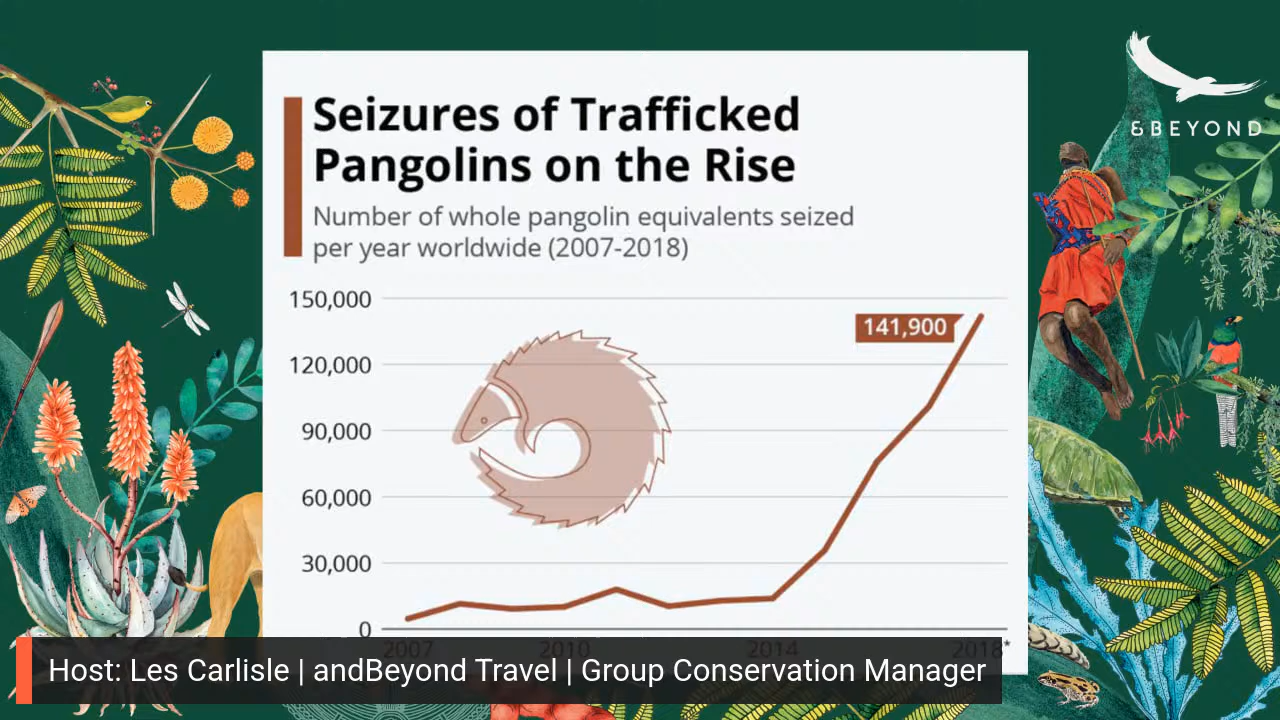 Seizures of Trafficked
Pangolins on the Rise
&BEYOND
Number of whole pangolin equivalents seized
per year worldwide (2007-2018)
150,000
141,900
120,000
90,000
60,000
30,000
0
2007 2010 2014 2018*
Host: Les Carlisle | andBeyond Travel | Group Conservation Manager